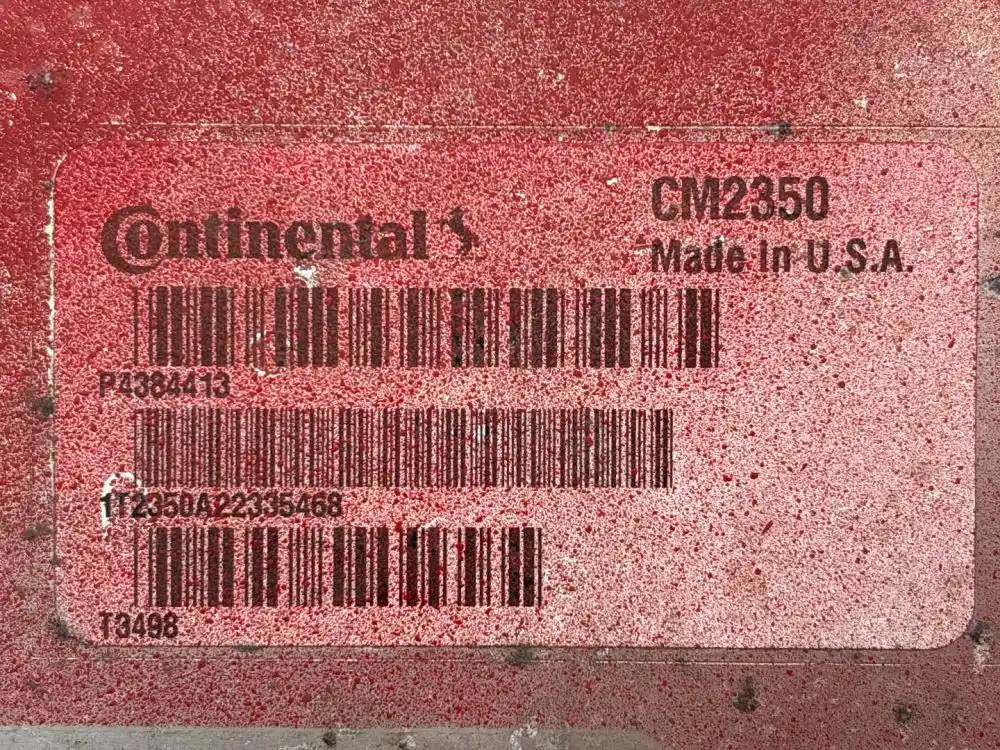 Continental
CM2350
Made in U.S.A.
P4384413
1T2350A22335468
T3498